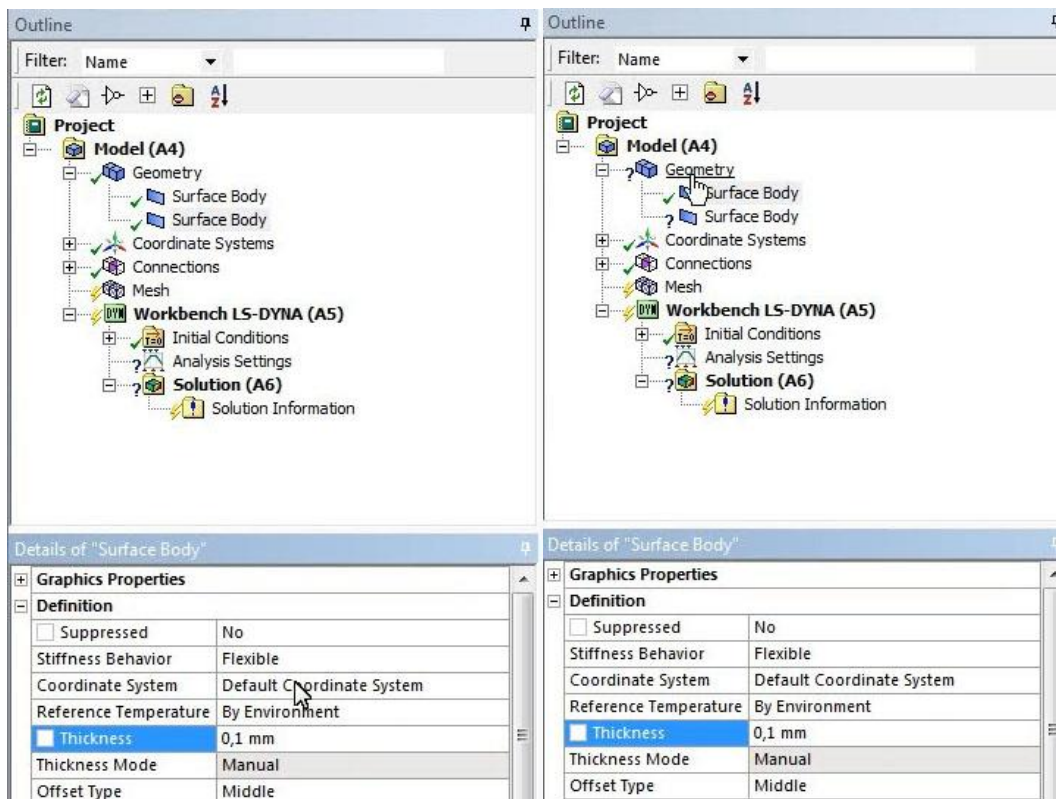 Outline
Filter: Name
Project
Model (A4)
Geometry
Surface Body
Surface Body
Coordinate Systems
Connections
Mesh
Workbench LS-DYNA (A5)
Initial Conditions
Analysis Settings
Solution (A6)
Solution Information
Details of "Surface Body"
Graphics Properties
Definition
Suppressed No
Stiffness Behavior Flexible
Coordinate System Default Coordinate System
Reference Temperature By Environment
Thickness 0,1 mm
Thickness Mode Manual
Offset Type Middle
Outline
Filter: Name
Project
Model (A4)
Geometry
Surface Body
Surface Body
Coordinate Systems
Connections
Mesh
Workbench LS-DYNA (A5)
Initial Conditions
Analysis Settings
Solution (A6)
Solution Information
Details of "Surface Body"
Graphics Properties
Definition
Suppressed No
Stiffness Behavior Flexible
Coordinate System Default Coordinate System
Reference Temperature By Environment
Thickness 0,1 mm
Thickness Mode Manual
Offset Type Middle